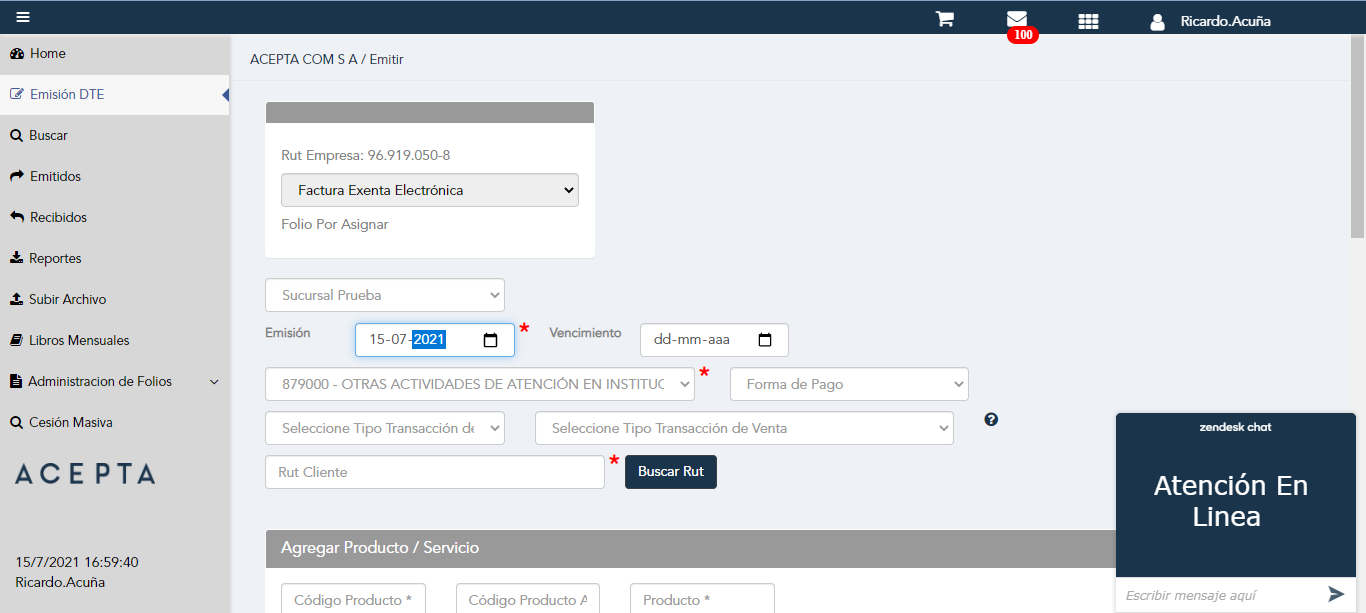 100
Ricardo.Acuña
Home
Emisión DTE
Buscar
Emitidos
Recibidos
Reportes
Subir Archivo
Libros Mensuales
Administracion de Folios
Cesión Masiva
ACEPTA
15/7/2021 16:59:40
Ricardo.Acuña
ACEPTA COM S A / Emitir
Rut Empresa: 96.919.050-8
Factura Exenta Electrónica
Folio Por Asignar
Sucursal Prueba
Emisión 15-07-2021 * Vencimiento dd-mm-aaa
879000 - OTRAS ACTIVIDADES DE ATENCIÓN EN INSTITUC * Forma de Pago
Seleccione Tipo Transacción de Seleccione Tipo Transacción de Venta ?
Rut Cliente * Buscar Rut
Agregar Producto / Servicio
Código Producto * Código Producto A Producto *
zendesk chat
Atención En
Linea
Escribir mensaje aquí